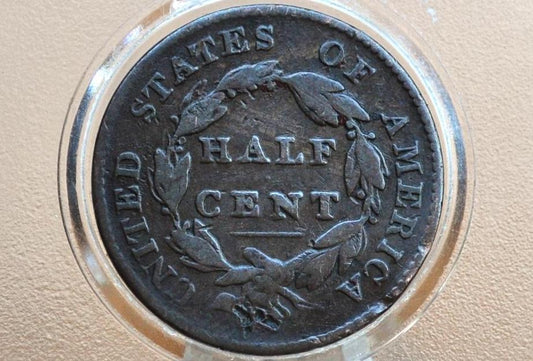 UNITED STATES OF AMERICA
HALF
CENT